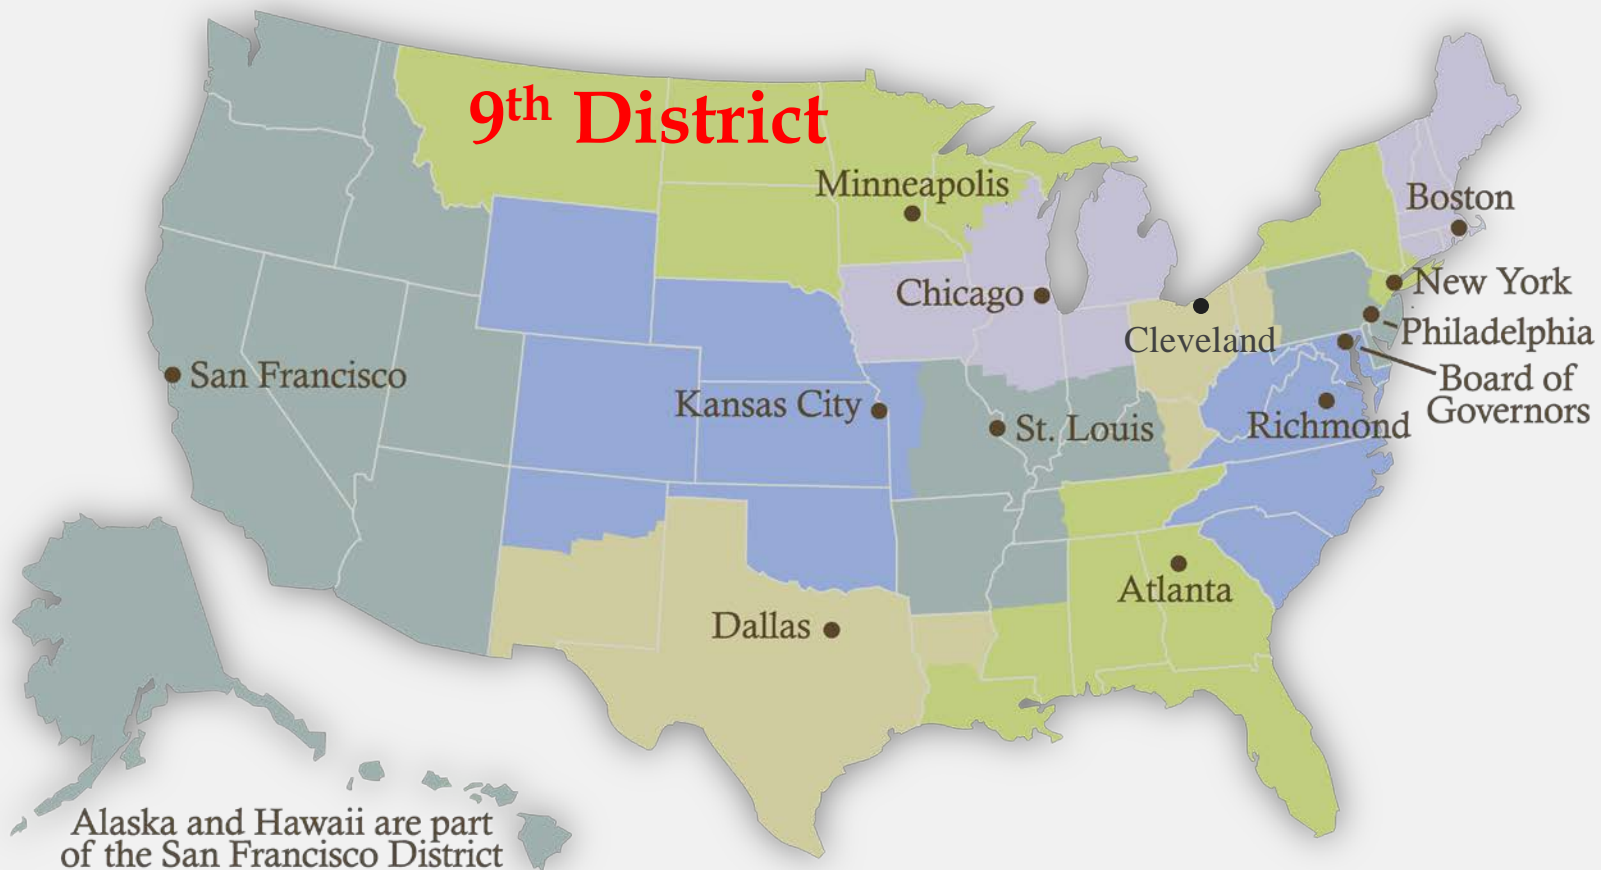 9th District
Minneapolis
Boston
Chicago
New York
Cleveland
Philadelphia
San Francisco
Board of
Governors
Kansas City
St. Louis
Richmond
Atlanta
Dallas
Alaska and Hawaii are part
of the San Francisco District